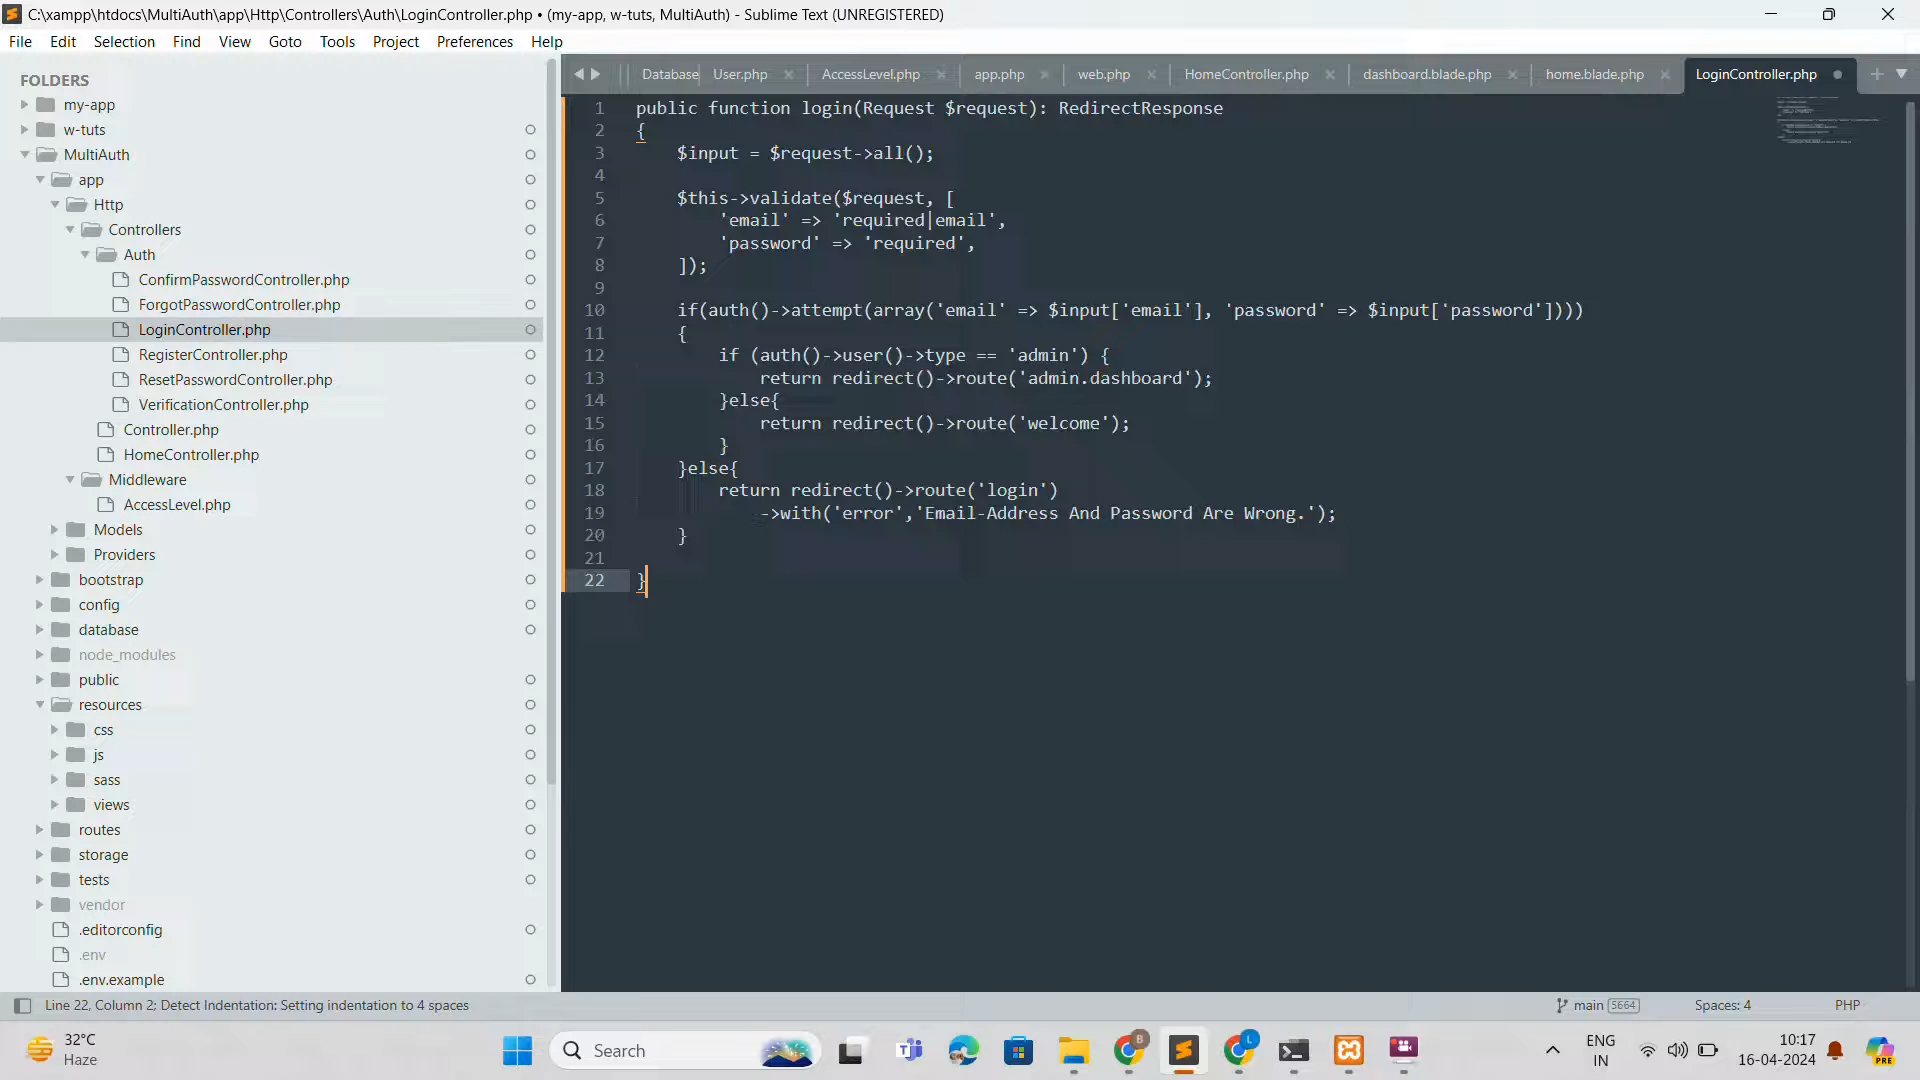 C:\xampp\htdocs\MultiAuth\app\Http\Controllers\Auth\LoginController.php • (my-app, w-tuts, MultiAuth) - Sublime Text (UNREGISTERED)
File Edit Selection Find View Goto Tools Project Preferences Help
FOLDERS
my-app
w-tuts
MultiAuth
app
Http
Controllers
Auth
ConfirmPasswordController.php
ForgotPasswordController.php
LoginController.php
RegisterController.php
ResetPasswordController.php
VerificationController.php
Controller.php
HomeController.php
Middleware
AccessLevel.php
Models
Providers
bootstrap
config
database
node_modules
public
resources
css
js
sass
views
routes
storage
tests
vendor
.editorconfig
.env
.env.example
Database User.php AccessLevel.php app.php web.php HomeController.php dashboard.blade.php home.blade.php LoginController.php
1 public function login(Request $request): RedirectResponse
2 {
3     $input = $request->all();
4
5     $this->validate($request, [
6         'email' => 'required|email',
7         'password' => 'required',
8     ]);
9
10     if(auth()->attempt(array('email' => $input['email'], 'password' => $input['password'])))
11     {
12         if (auth()->user()->type == 'admin') {
13             return redirect()->route('admin.dashboard');
14         }else{
15             return redirect()->route('welcome');
16         }
17     }else{
18         return redirect()->route('login')
19             ->with('error','Email-Address And Password Are Wrong.');
20     }
21
22 }
Line 22, Column 2; Detect Indentation: Setting indentation to 4 spaces
main 5664 Spaces: 4 PHP
32°C
Haze
Search
B
L
PRE
ENG
IN
10:17
16-04-2024